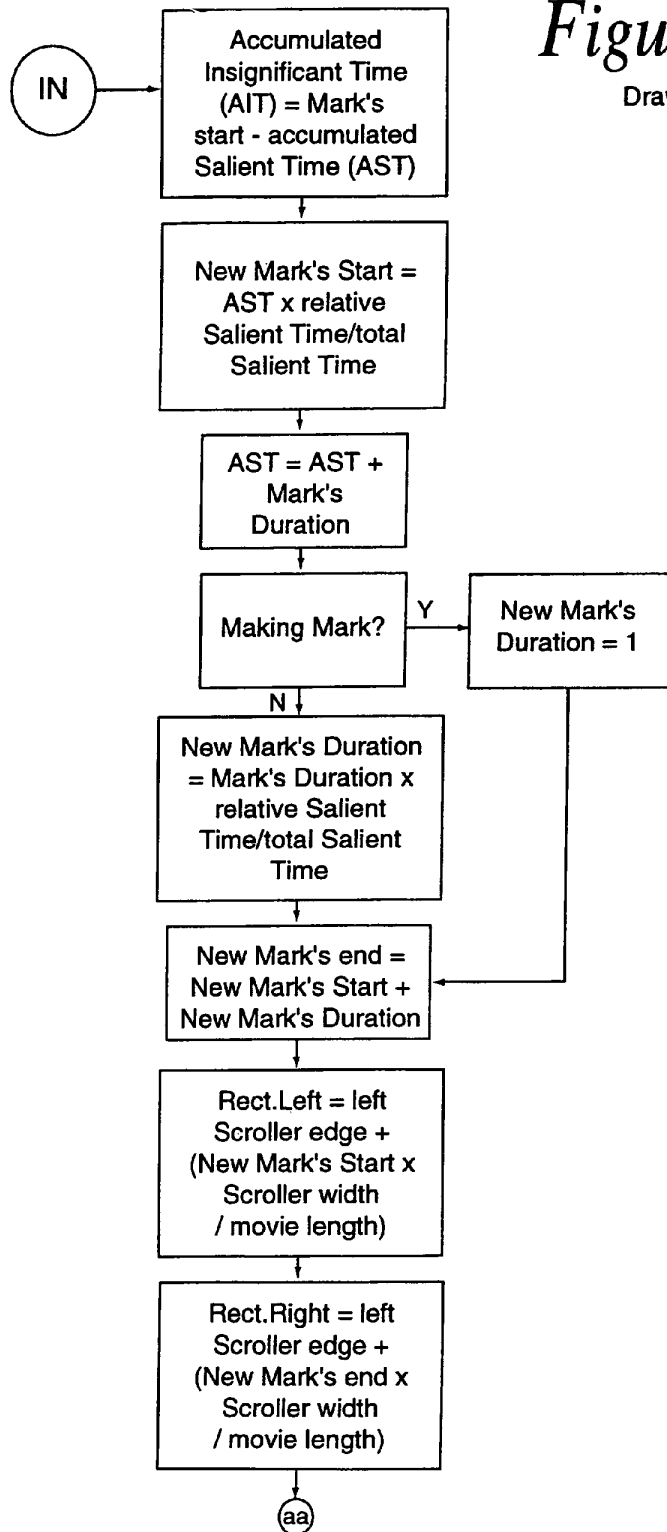 Figu
Draw
IN
Accumulated
Insignificant Time
(AIT) = Mark's
start - accumulated
Salient Time (AST)
New Mark's Start =
AST x relative
Salient Time/total
Salient Time
AST = AST +
Mark's
Duration
Making Mark?
Y
New Mark's
Duration = 1
N
New Mark's Duration
= Mark's Duration x
relative Salient
Time/total Salient
Time
New Mark's end =
New Mark's Start +
New Mark's Duration
Rect.Left = left
Scroller edge +
(New Mark's Start x
Scroller width
/ movie length)
Rect.Right = left
Scroller edge +
(New Mark's end x
Scroller width
/ movie length)
aa